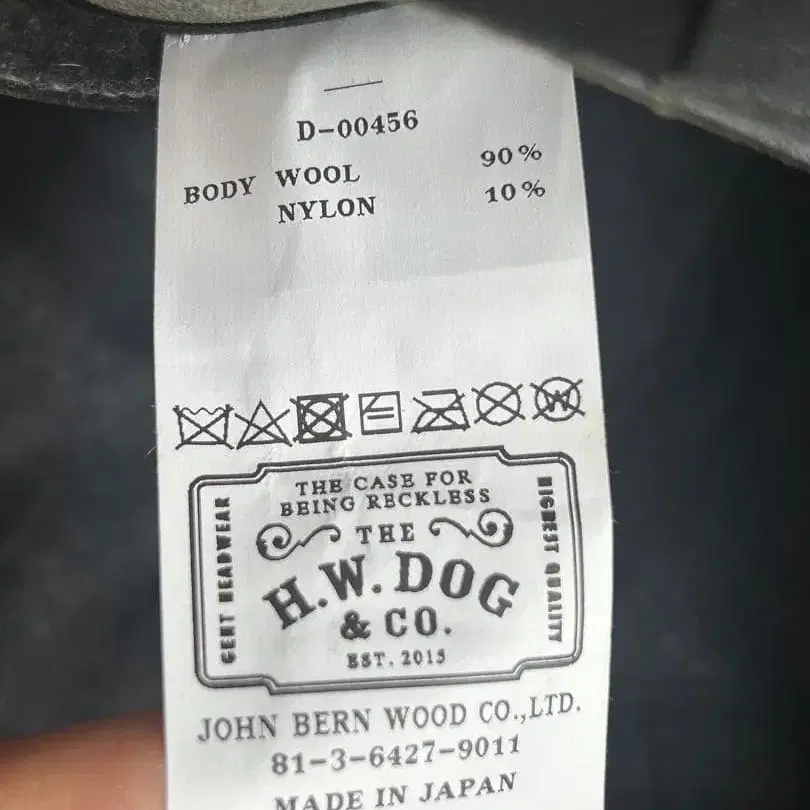 D-00456
BODY WOOL 90%
NYLON 10%
W
THE CASE FOR
BEING RECKLESS
GENT HEADWEAR
THE
H.W.DOG
& CO.
EST. 2015
HIGHEST QUALITY
JOHN BERN WOOD CO.,LTD.
81-3-6427-9011
MADE IN JAPAN